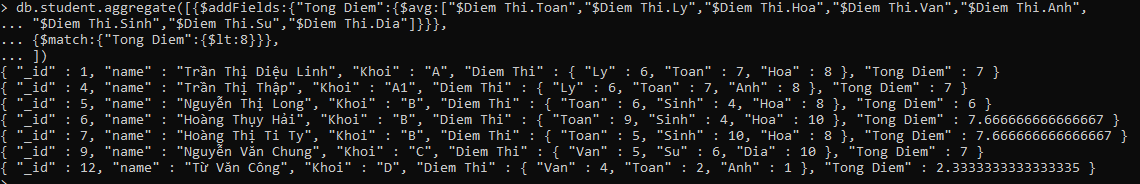 > db.student.aggregate([{$addFields:{"Tong Diem":{$avg:["$Diem Thi.Toan","$Diem Thi.Ly","$Diem Thi.Hoa","$Diem Thi.Van","$Diem Thi.Anh",
... "$Diem Thi.Sinh","$Diem Thi.Su","$Diem Thi.Dia"]}}},
... {$match:{"Tong Diem":{$lt:8}}},
... ])
{ "_id" : 1, "name" : "Trần Thị Diệu Linh", "Khoi" : "A", "Diem Thi" : { "Ly" : 6, "Toan" : 7, "Hoa" : 8 }, "Tong Diem" : 7 }
{ "_id" : 4, "name" : "Trần Thị Thập", "Khoi" : "A1", "Diem Thi" : { "Ly" : 6, "Toan" : 7, "Anh" : 8 }, "Tong Diem" : 7 }
{ "_id" : 5, "name" : "Nguyễn Thị Long", "Khoi" : "B", "Diem Thi" : { "Toan" : 6, "Sinh" : 4, "Hoa" : 8 }, "Tong Diem" : 6 }
{ "_id" : 6, "name" : "Hoàng Thụy Hải", "Khoi" : "B", "Diem Thi" : { "Toan" : 9, "Sinh" : 4, "Hoa" : 10 }, "Tong Diem" : 7.666666666666667 }
{ "_id" : 7, "name" : "Hoàng Thị Ti Ty", "Khoi" : "B", "Diem Thi" : { "Toan" : 5, "Sinh" : 10, "Hoa" : 8 }, "Tong Diem" : 7.666666666666667 }
{ "_id" : 9, "name" : "Nguyễn Văn Chung", "Khoi" : "C", "Diem Thi" : { "Van" : 5, "Su" : 6, "Dia" : 10 }, "Tong Diem" : 7 }
{ "_id" : 12, "name" : "Từ Văn Công", "Khoi" : "D", "Diem Thi" : { "Van" : 4, "Toan" : 2, "Anh" : 1 }, "Tong Diem" : 2.3333333333333335 }